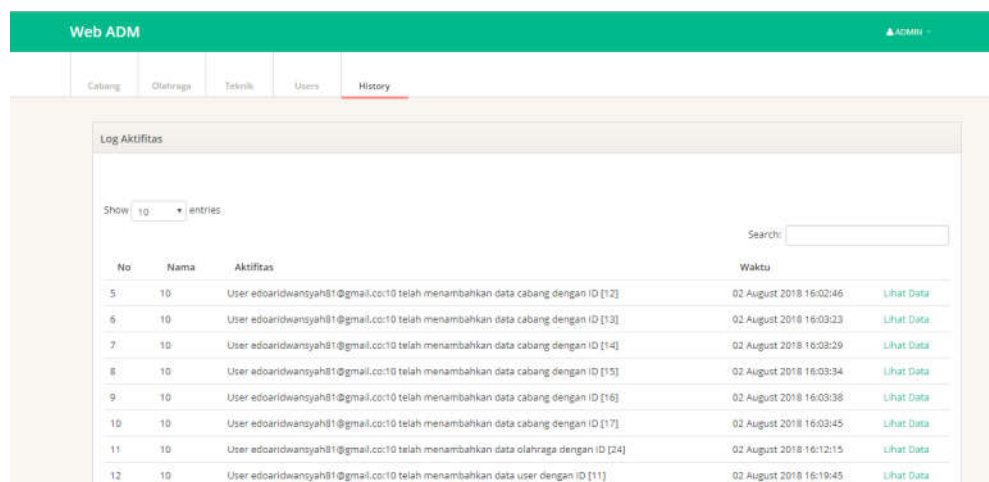 Web ADM
ADMIN
Cabang Olahraga Teknik Users History
Log Aktifitas
Show 10 entries
Search:
No Nama Aktifitas Waktu
5 10 User edoaridwansyah81@gmail.co:10 telah menambahkan data cabang dengan ID [12] 02 August 2018 16:02:46 Lihat Data
6 10 User edoaridwansyah81@gmail.co:10 telah menambahkan data cabang dengan ID [13] 02 August 2018 16:03:23 Lihat Data
7 10 User edoaridwansyah81@gmail.co:10 telah menambahkan data cabang dengan ID [14] 02 August 2018 16:03:29 Lihat Data
8 10 User edoaridwansyah81@gmail.co:10 telah menambahkan data cabang dengan ID [15] 02 August 2018 16:03:34 Lihat Data
9 10 User edoaridwansyah81@gmail.co:10 telah menambahkan data cabang dengan ID [16] 02 August 2018 16:03:38 Lihat Data
10 10 User edoaridwansyah81@gmail.co:10 telah menambahkan data cabang dengan ID [17] 02 August 2018 16:03:45 Lihat Data
11 10 User edoaridwansyah81@gmail.co:10 telah menambahkan data olahraga dengan ID [24] 02 August 2018 16:12:15 Lihat Data
12 10 User edoaridwansyah81@gmail.co:10 telah menambahkan data user dengan ID [11] 02 August 2018 16:19:45 Lihat Data